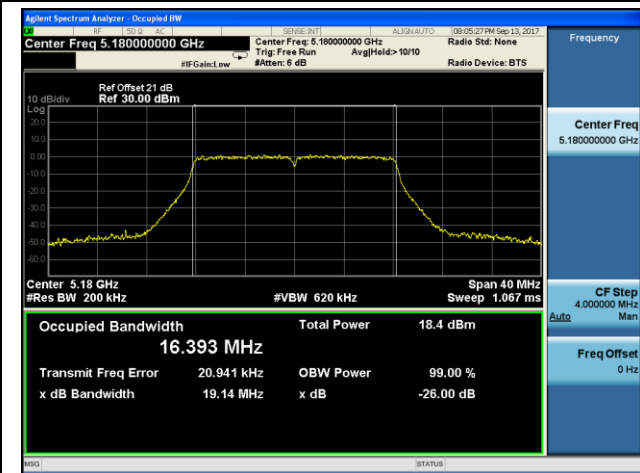 Agilent Spectrum Analyzer - Occupied BW
RF 50 Ω AC SENSE:INT ALIGNAUTO 08:05:27 PM Sep 13, 2017
Center Freq 5.180000000 GHz
Center Freq: 5.180000000 GHz
Radio Std: None
Trig: Free Run Avg|Hold:> 10/10
#IFGain:Low #Atten: 6 dB
Radio Device: BTS
Ref Offset 21 dB
10 dB/div Ref 30.00 dBm
Log
20.0
10.0
0.00
-10.0
-20.0
-30.0
-40.0
-50.0
-60.0
Center 5.18 GHz Span 40 MHz
#Res BW 200 kHz #VBW 620 kHz Sweep 1.067 ms
Occupied Bandwidth Total Power 18.4 dBm
16.393 MHz
Transmit Freq Error 20.941 kHz OBW Power 99.00 %
x dB Bandwidth 19.14 MHz x dB -26.00 dB
MSG STATUS
Frequency
Center Freq
5.180000000 GHz
CF Step
4.000000 MHz
Auto Man
Freq Offset
0 Hz